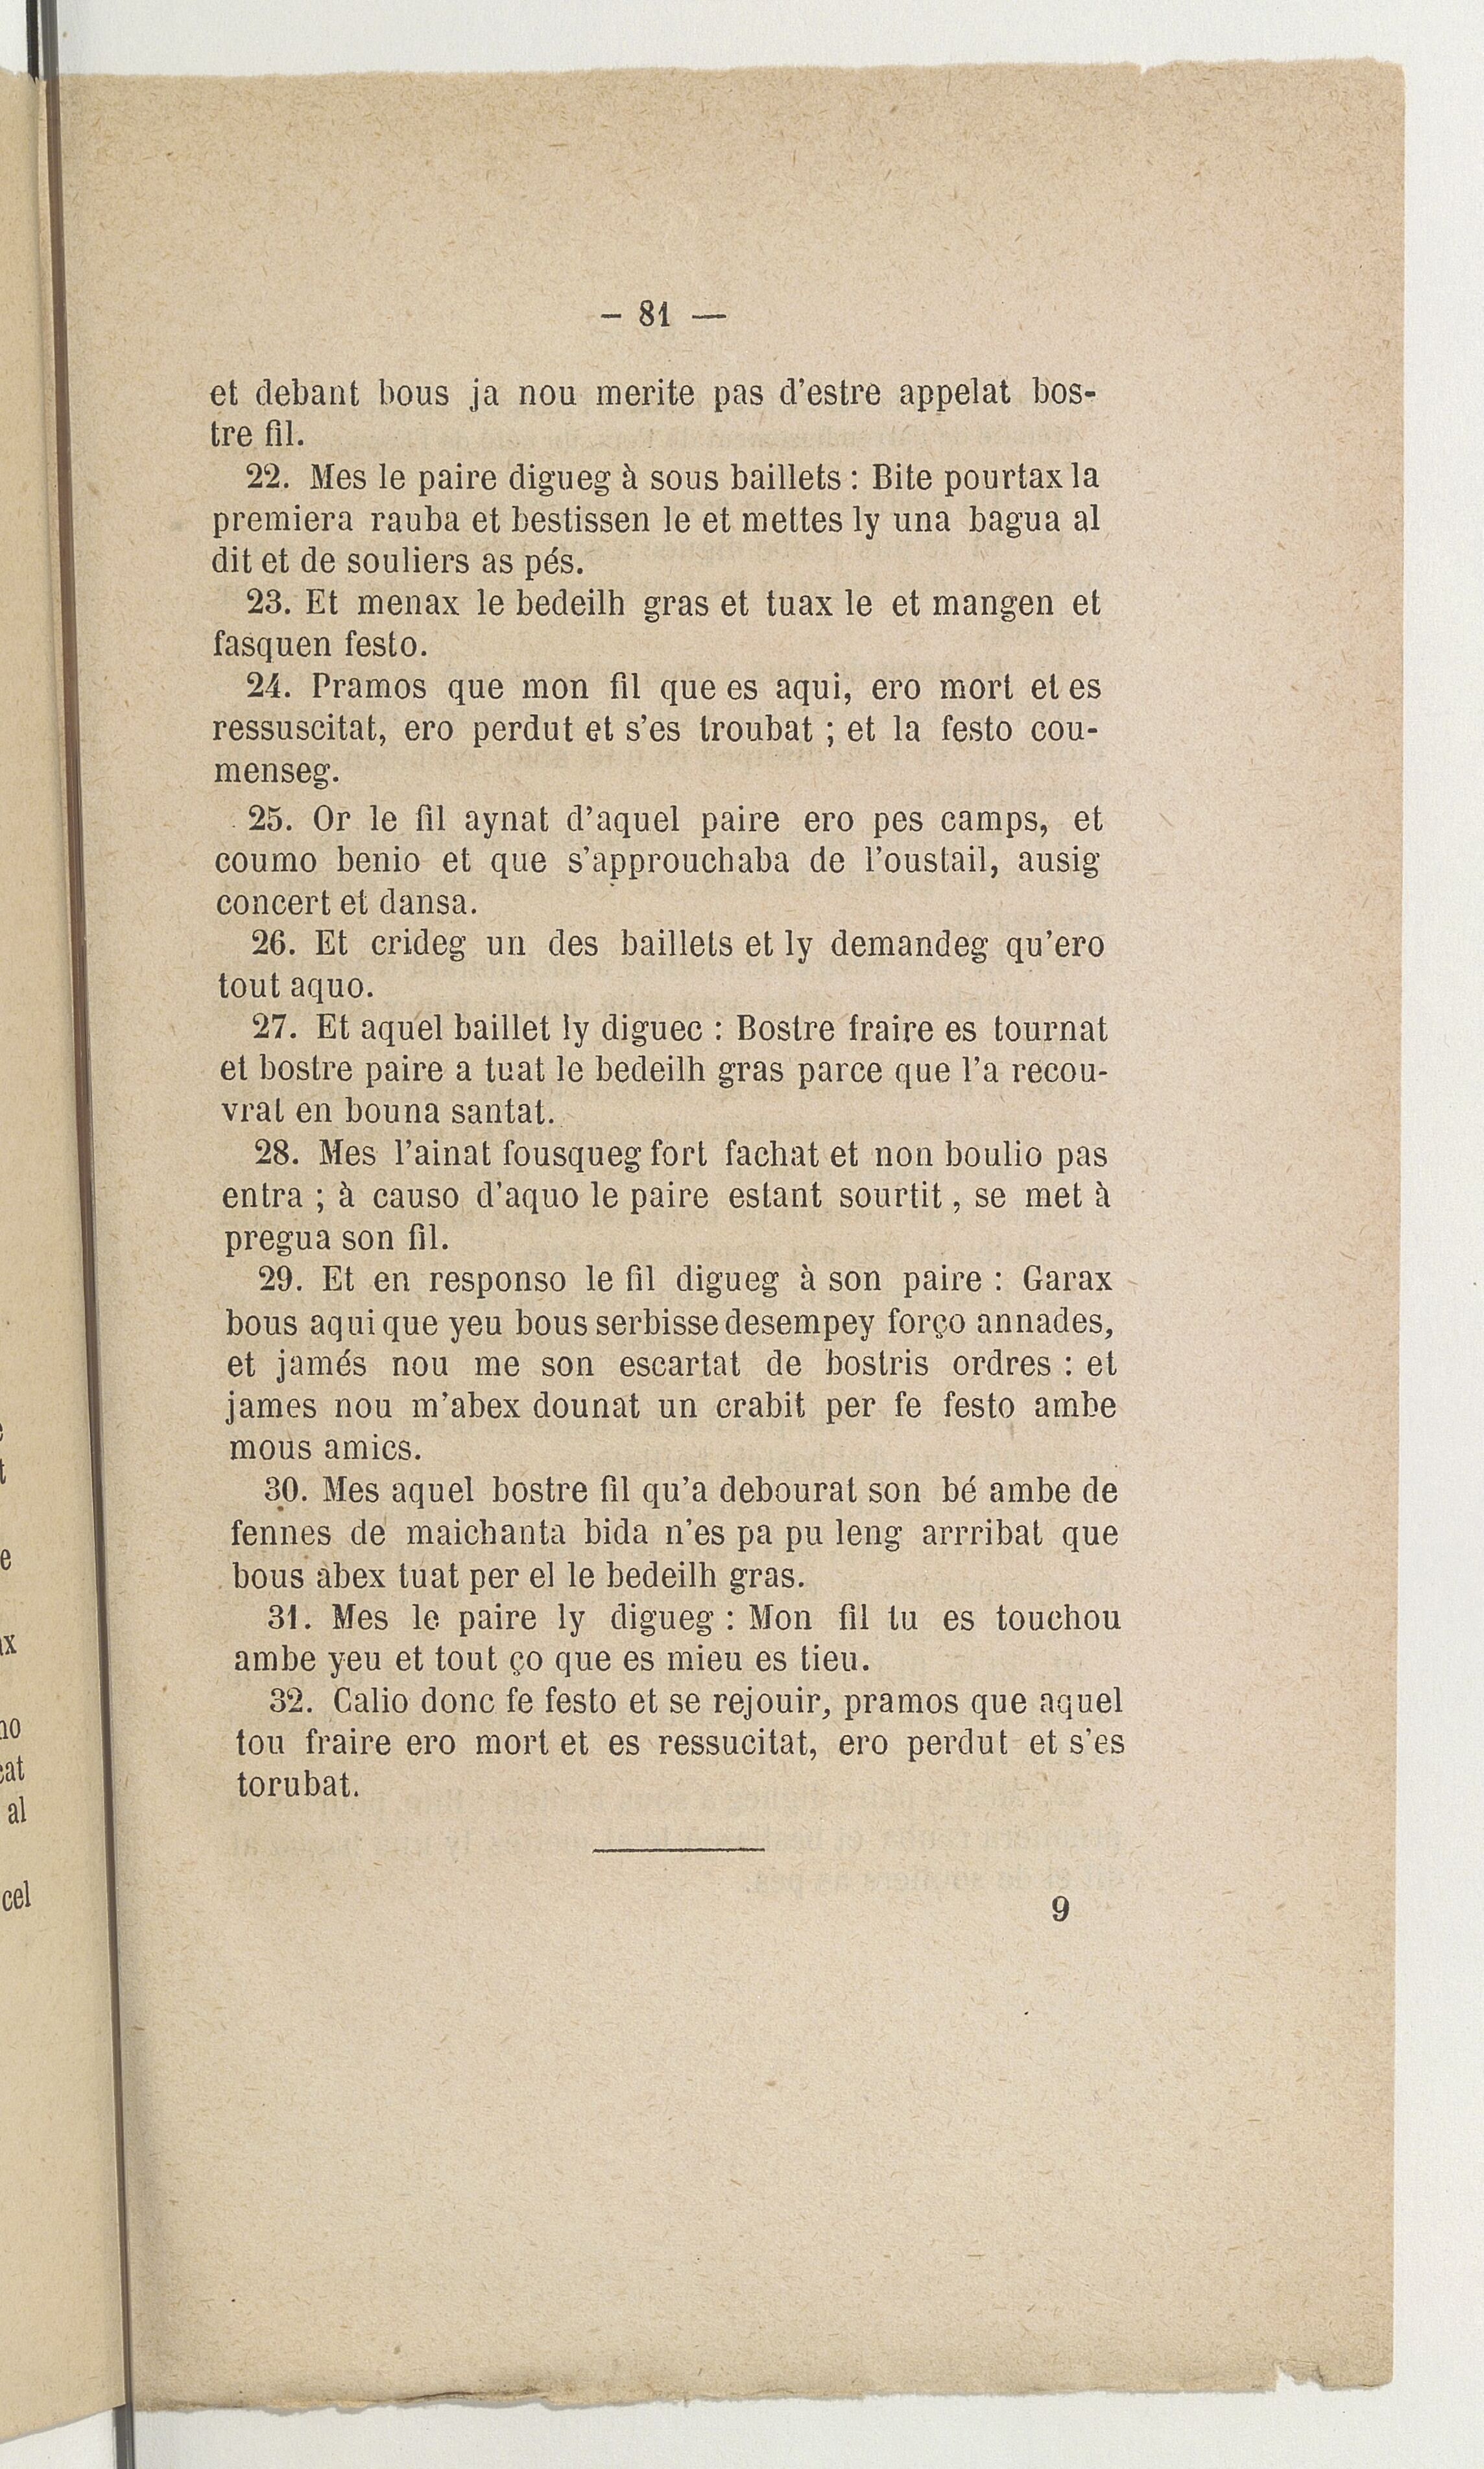 — 81 —
et debant bous ja nou merite pas d'estre appelat bos-
tre fil.
22. Mes le paire digueg à sous baillets : Bite pourtax la
premiera rauba et bestissen le et mettes ly una bagua al
dit et de souliers as pés.
23. Et menax le bedeilh gras et tuax le et mangen et
fasquen festo.
24. Pramos que mon fil que es aqui, ero mort et es
ressuscitat, ero perdut et s'es troubat ; et la festo cou-
menseg.
25. Or le fil aynat d'aquel paire ero pes camps, et
coumo benio et que s'approuchaba de l'oustail, ausig
concert et dansa.
26. Et crideg un des baillets et ly demandeg qu'ero
tout aquo.
27. Et aquel baillet ly diguec : Bostre fraire es tournat
et bostre paire a tuat le bedeilh gras parce que l'a recou-
vrat en bouna santat.
28. Mes l'ainat fousqueg fort fachat et non boulio pas
entra ; à causo d'aquo le paire estant sourtit, se met à
pregua son fil.
29. Et en responso le fil digueg à son paire : Garax
bous aqui que yeu bous serbisse desempey forço annades,
et jamés nou me son escartat de bostris ordres : et
james nou m'abex dounat un crabit per fe festo ambe
mous amics.
30. Mes aquel bostre fil qu'a debourat son bé ambe de
fennes de maichanta bida n'es pa pu leng arrribat que
bous abex tuat per el le bedeilh gras.
31. Mes le paire ly digueg : Mon fil tu es touchou
ambe yeu et tout ço que es mieu es tieu.
32. Calio donc fe festo et se rejouir, pramos que aquel
tou fraire ero mort et es ressucitat, ero perdut et s'es
torubat.
9